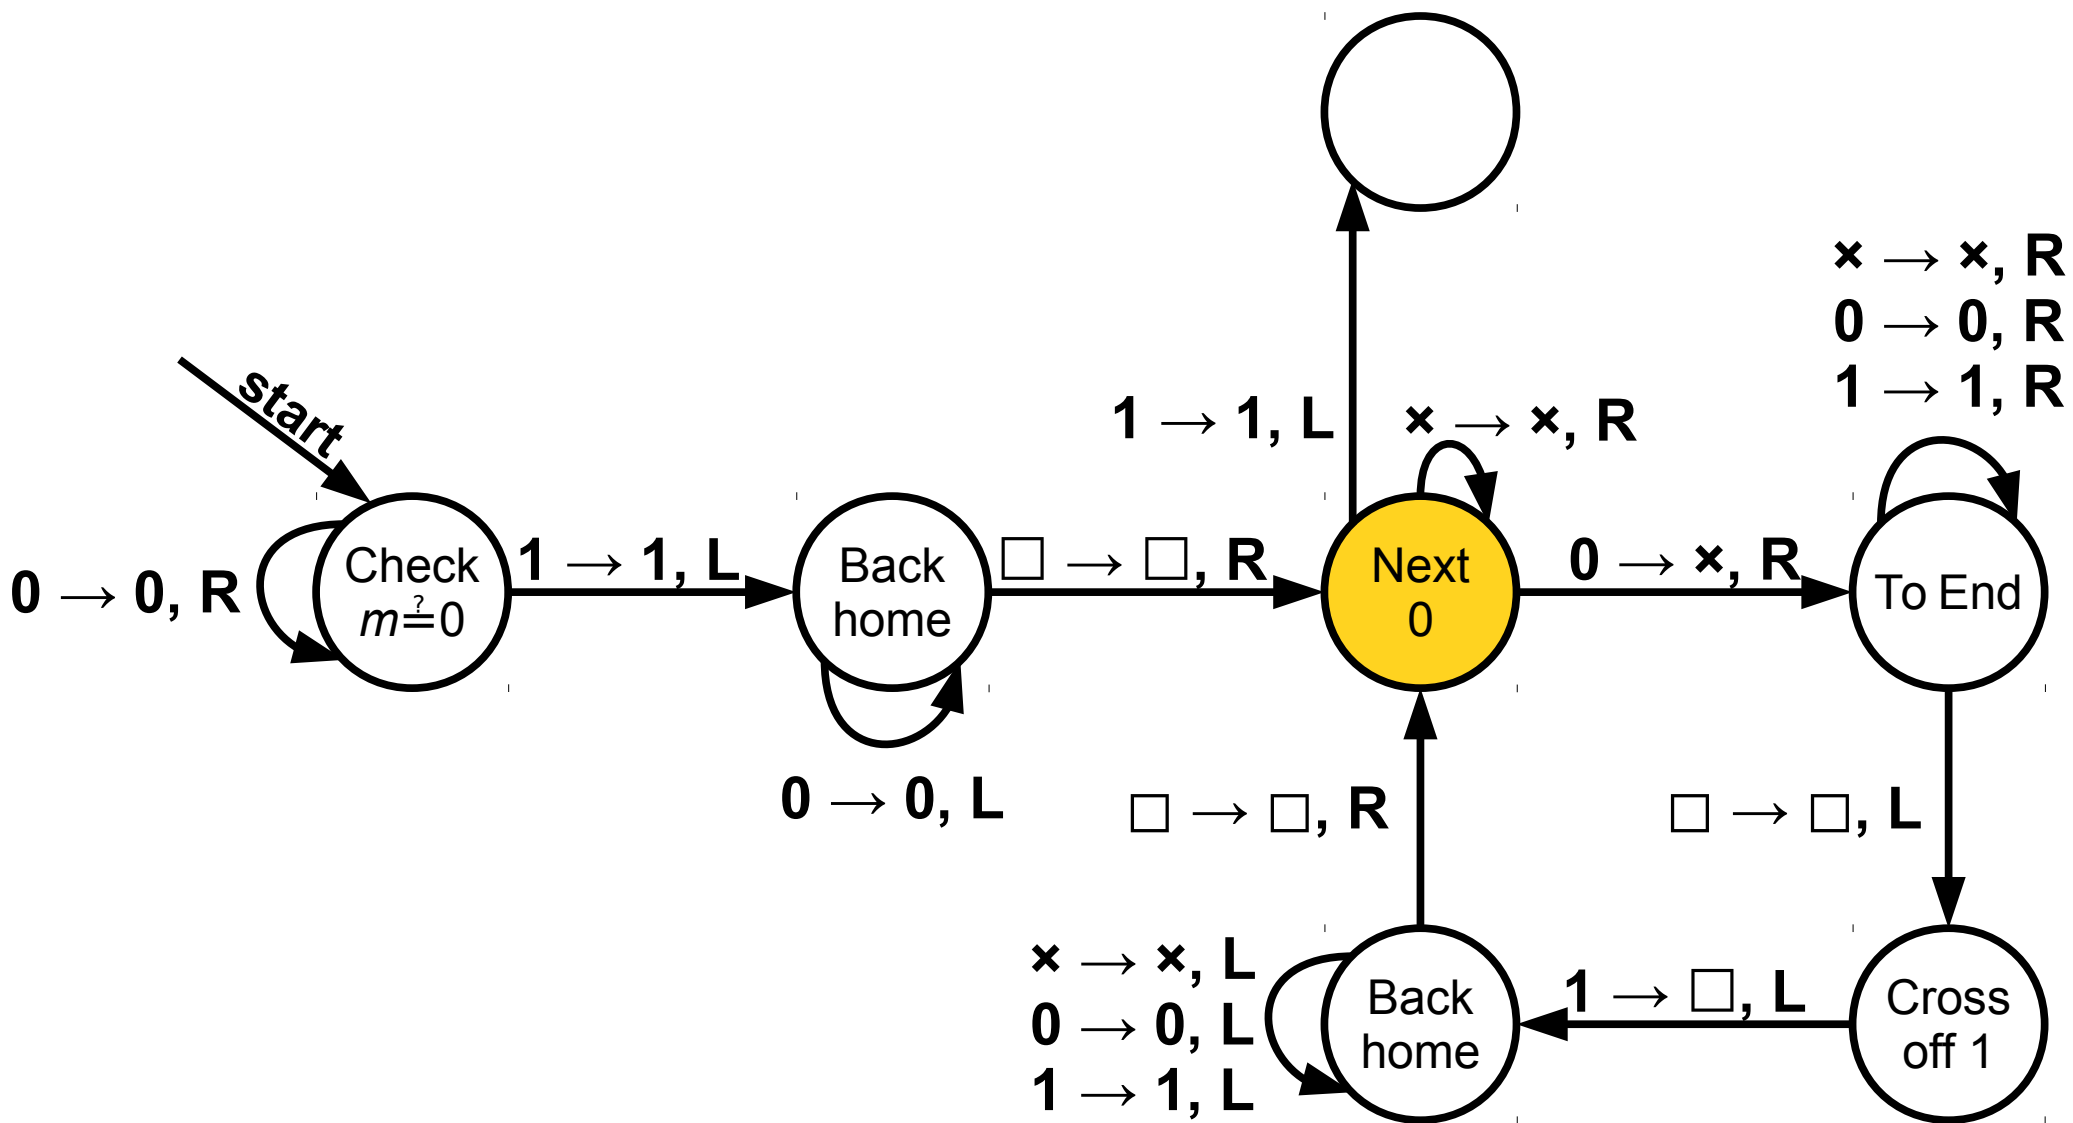 × → ×, R
0 → 0, R
1 → 1, R
start
1 → 1, L
× → ×, R
0 → 0, R
Check
m≟0
1 → 1, L
Back
home
□ → □, R
Next
0
0 → ×, R
To End
0 → 0, L
□ → □, R
□ → □, L
× → ×, L
0 → 0, L
1 → 1, L
Back
home
1 → □, L
Cross
off 1